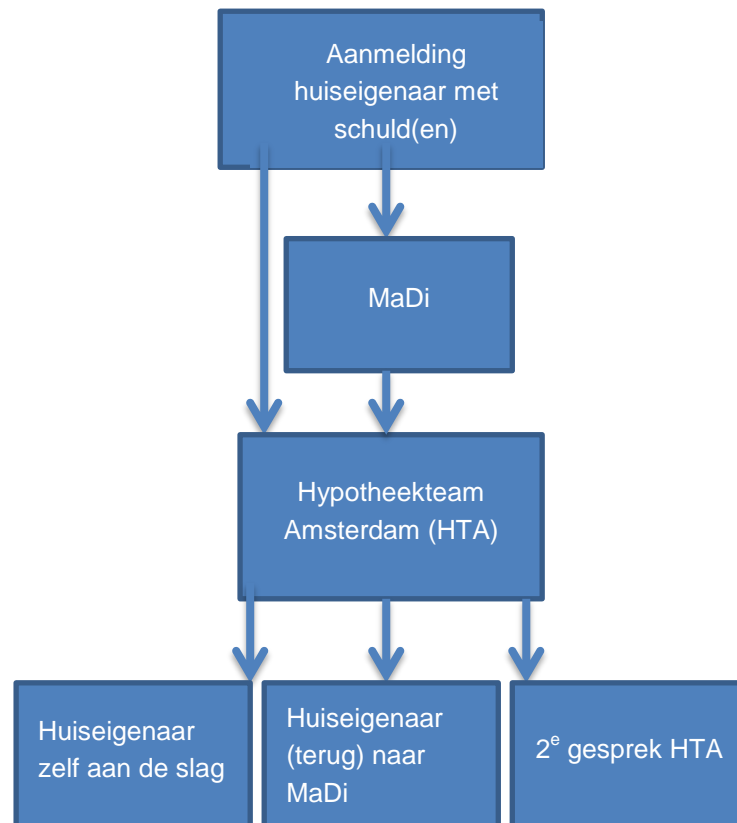 Aanmelding
huiseigenaar met
schuld(en)
MaDi
Hypotheekteam
Amsterdam (HTA)
Huiseigenaar
zelf aan de slag
Huiseigenaar
(terug) naar
MaDi
2e gesprek HTA